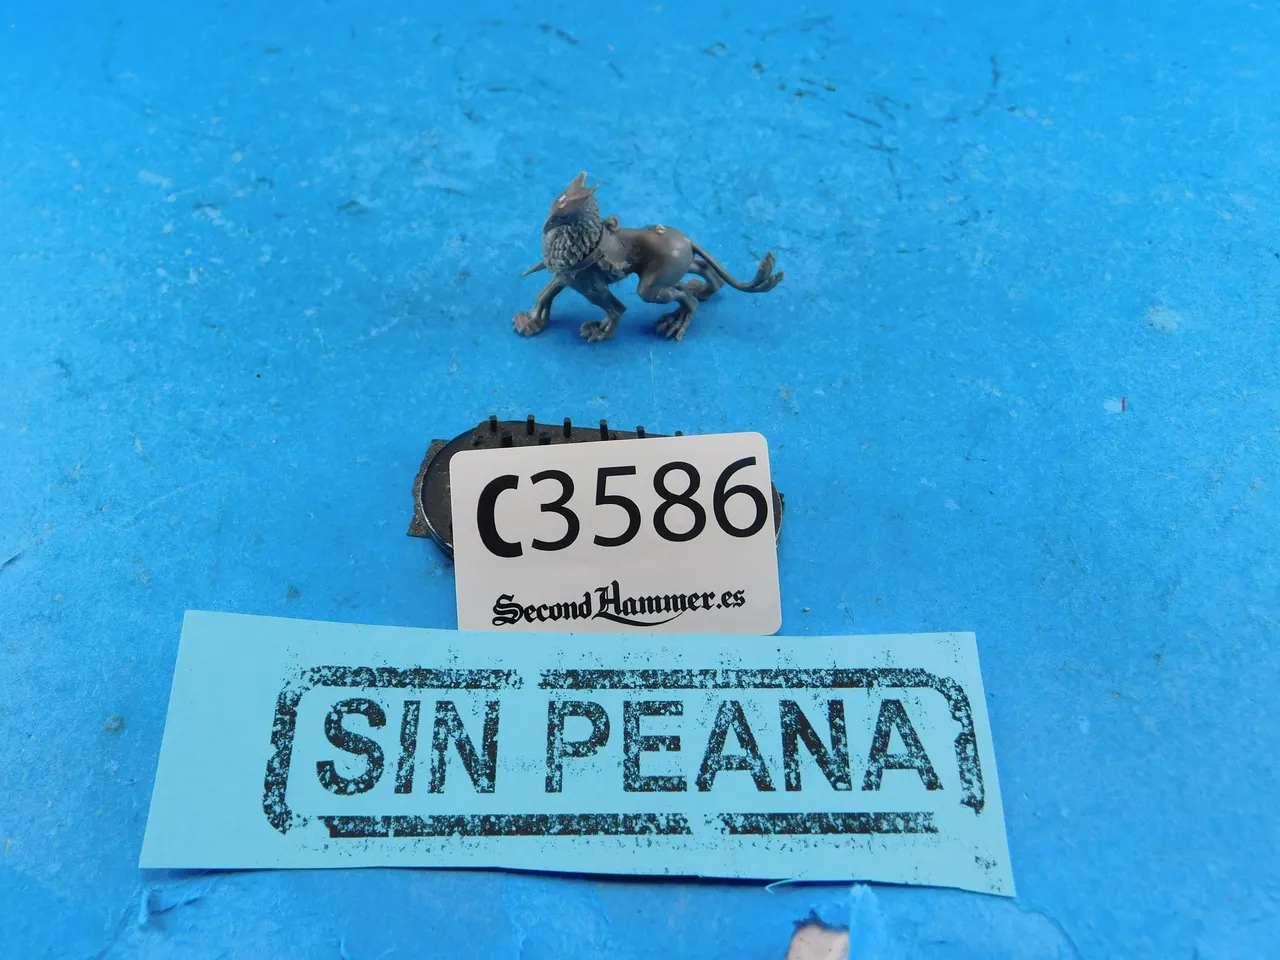 C3586
SecondHammer.es
SIN PEANA